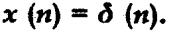 x (n) = δ (n).